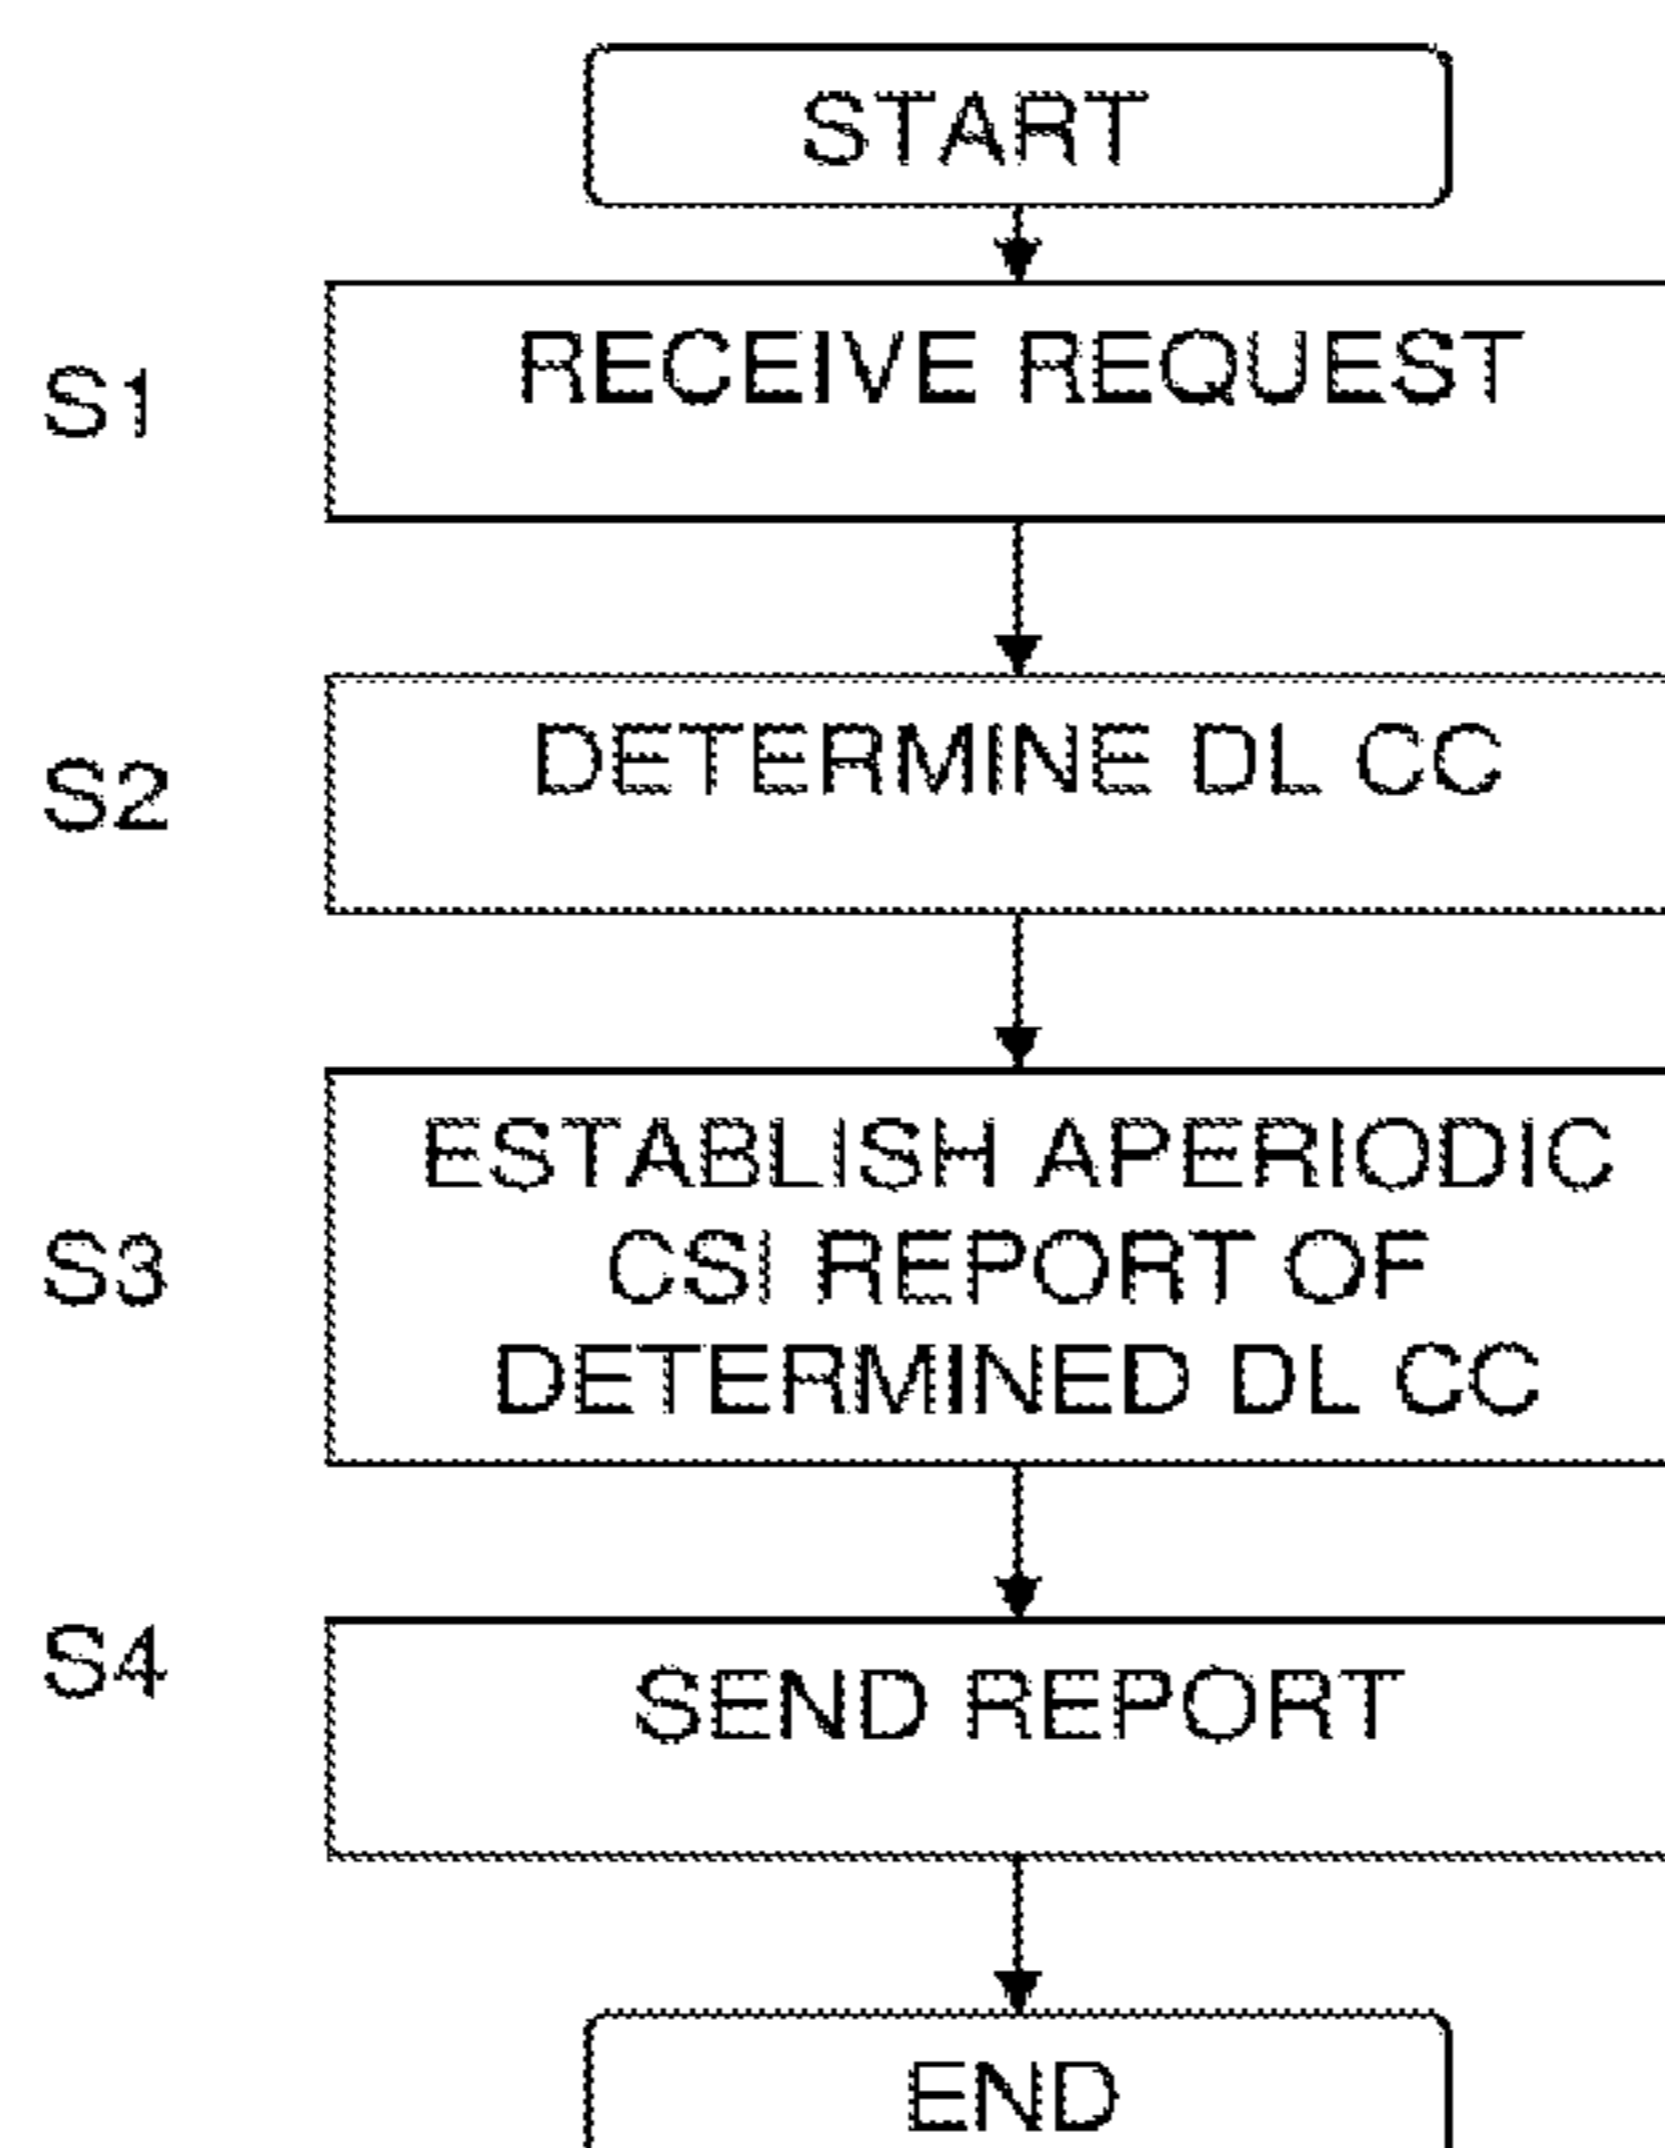 START
S1
RECEIVE REQUEST
S2
DETERMINE DL CC
S3
ESTABLISH APERIODIC
CSI REPORT OF
DETERMINED DL CC
S4
SEND REPORT
END